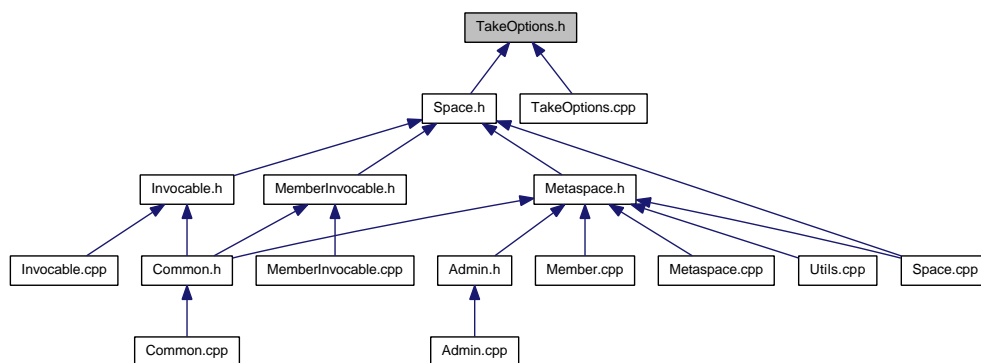 TakeOptions.h
Space.h TakeOptions.cpp
Invocable.h MemberInvocable.h Metaspace.h
Invocable.cpp Common.h MemberInvocable.cpp Admin.h Member.cpp Metaspace.cpp Utils.cpp Space.cpp
Common.cpp Admin.cpp